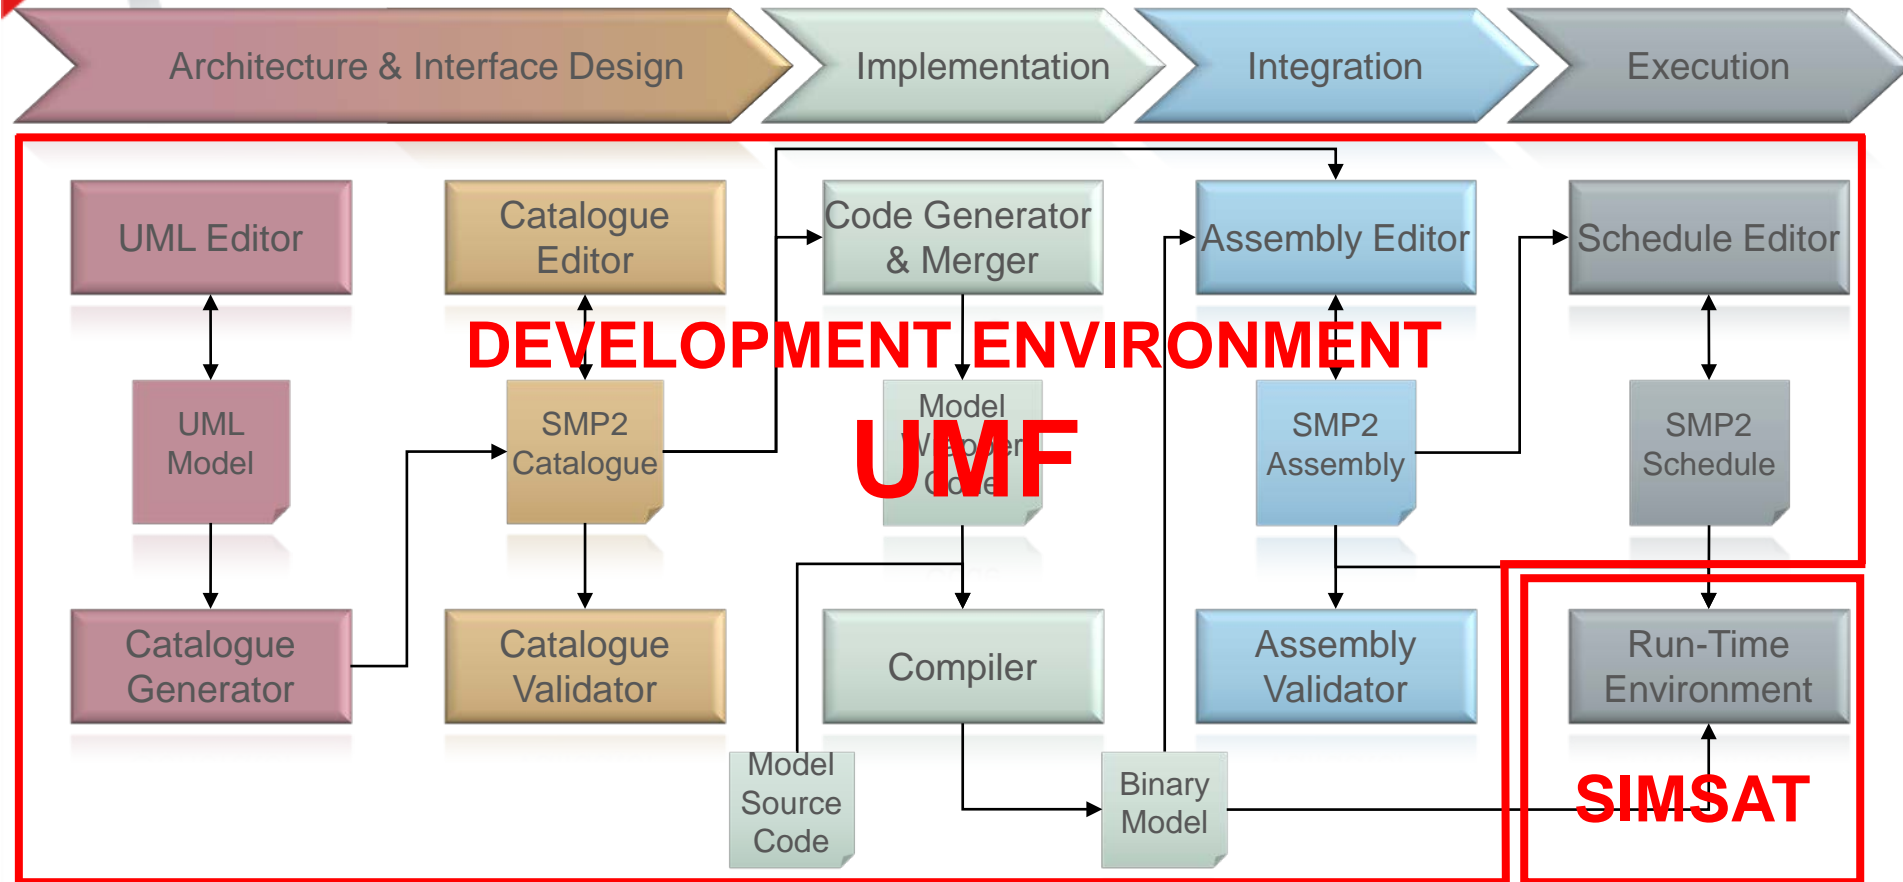 Architecture & Interface Design
Implementation
Integration
Execution
UML Editor
Catalogue
Editor
Code Generator
& Merger
Assembly Editor
Schedule Editor
DEVELOPMENT ENVIRONMENT
UML
Model
SMP2
Catalogue
Model
Wrapper
Code
UMF
SMP2
Assembly
SMP2
Schedule
Catalogue
Generator
Catalogue
Validator
Compiler
Assembly
Validator
Run-Time
Environment
Model
Source
Code
Binary
Model
SIMSAT